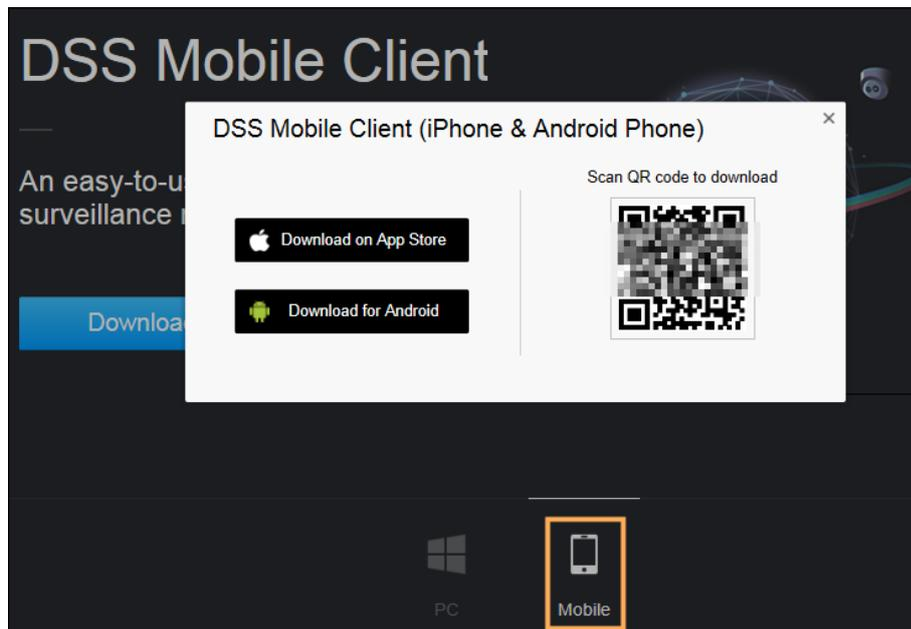 DSS Mobile Client
DSS Mobile Client (iPhone & Android Phone)
An easy-to-u
surveillance
Scan QR code to download
Download on App Store
Download for Android
Downloa
PC
Mobile